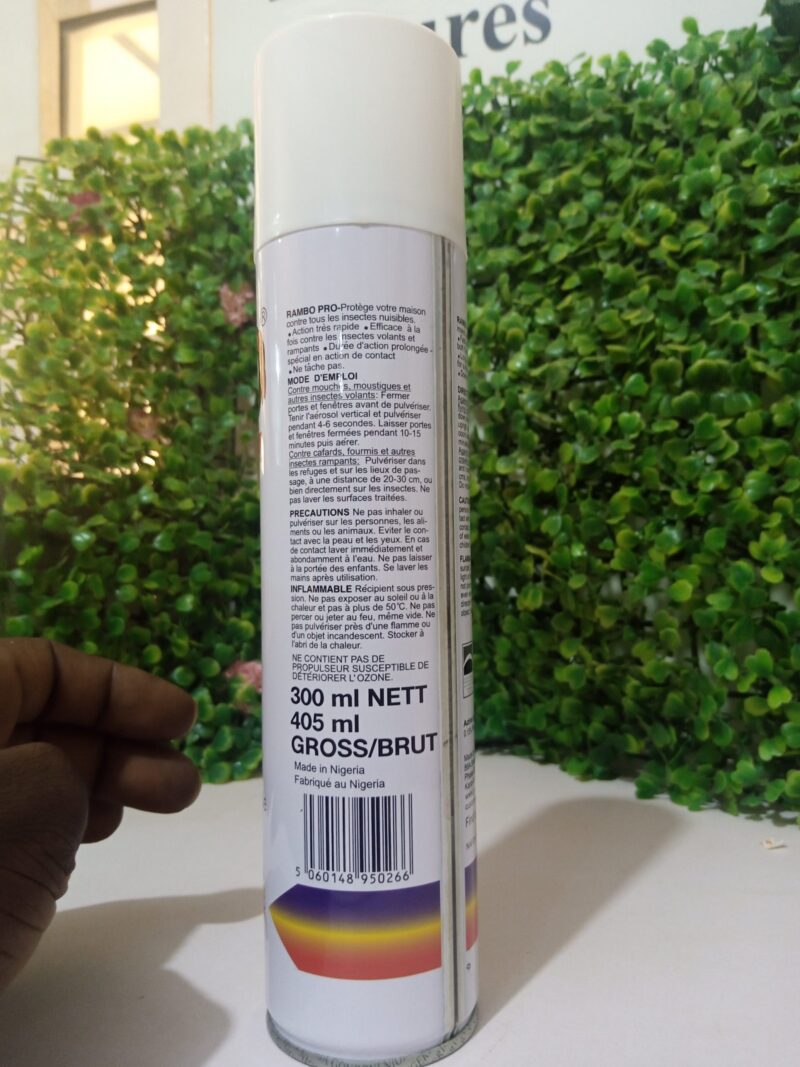 ures
®
RAMBO PRO-Protège votre maison
contre tous les insectes nuisibles.
• Action très rapide • Efficace à la
fois contre les insectes volants et
rampants • Durée d'action prolongée -
spécial en action de contact
• Ne tâche pas.
MODE D'EMPLOI
Contre mouches, moustiques et
autres insectes volants: Fermer
portes et fenêtres avant de pulvériser.
Tenir l'aérosol vertical et pulvériser
pendant 4-6 secondes. Laisser portes
et fenêtres fermées pendant 10-15
minutes puis aérer.
Contre cafards, fourmis et autres
insectes rampants: Pulvériser dans
les refuges et sur les lieux de pas-
sage, à une distance de 20-30 cm, ou
bien directement sur les insectes. Ne
pas laver les surfaces traitées.
PRECAUTIONS Ne pas inhaler ou
pulvériser sur les personnes, les ali-
ments ou les animaux. Eviter le con-
tact avec la peau et les yeux. En cas
de contact laver immédiatement et
abondamment à l'eau. Ne pas laisser
à la portée des enfants. Se laver les
mains après utilisation.
INFLAMMABLE Récipient sous pres-
sion. Ne pas exposer au soleil ou à la
chaleur et pas à plus de 50°C. Ne pas
percer ou jeter au feu, même vide. Ne
pas pulvériser près d'une flamme ou
d'un objet incandescent. Stocker à
l'abri de la chaleur.
NE CONTIENT PAS DE
PROPULSEUR SUSCEPTIBLE DE
DÉTÉRIORER L'OZONE.
300 ml NETT
405 ml
GROSS/BRUT
Made in Nigeria
Fabriqué au Nigeria
5 060148 950266